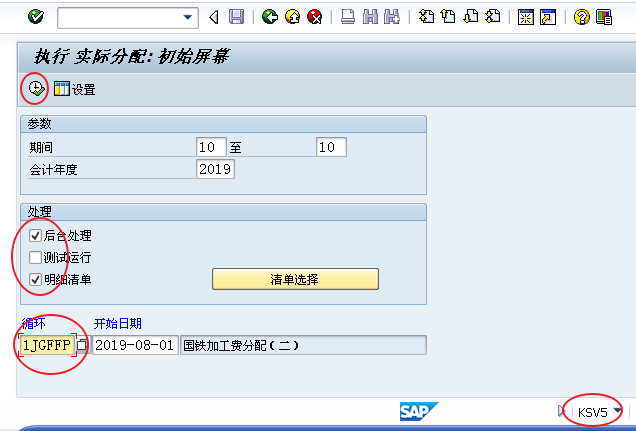 执行 实际分配: 初始屏幕
设置
参数
期间 10 至 10
会计年度 2019
处理
后台处理
测试运行
明细清单 清单选择
循环 开始日期
1JGFFP 2019-08-01 国铁加工费分配(二)
SAP KSV5